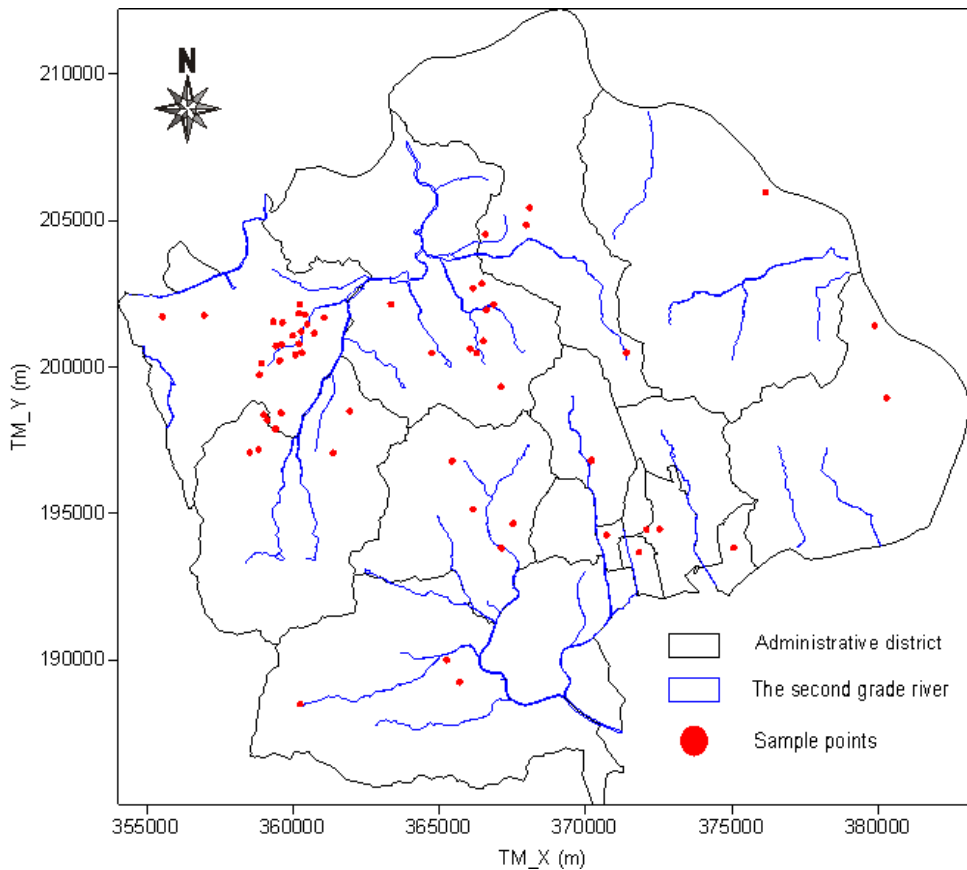 N
210000
205000
200000
195000
190000
TM_Y (m)
Administrative district
The second grade river
Sample points
355000 360000 365000 370000 375000 380000
TM_X (m)